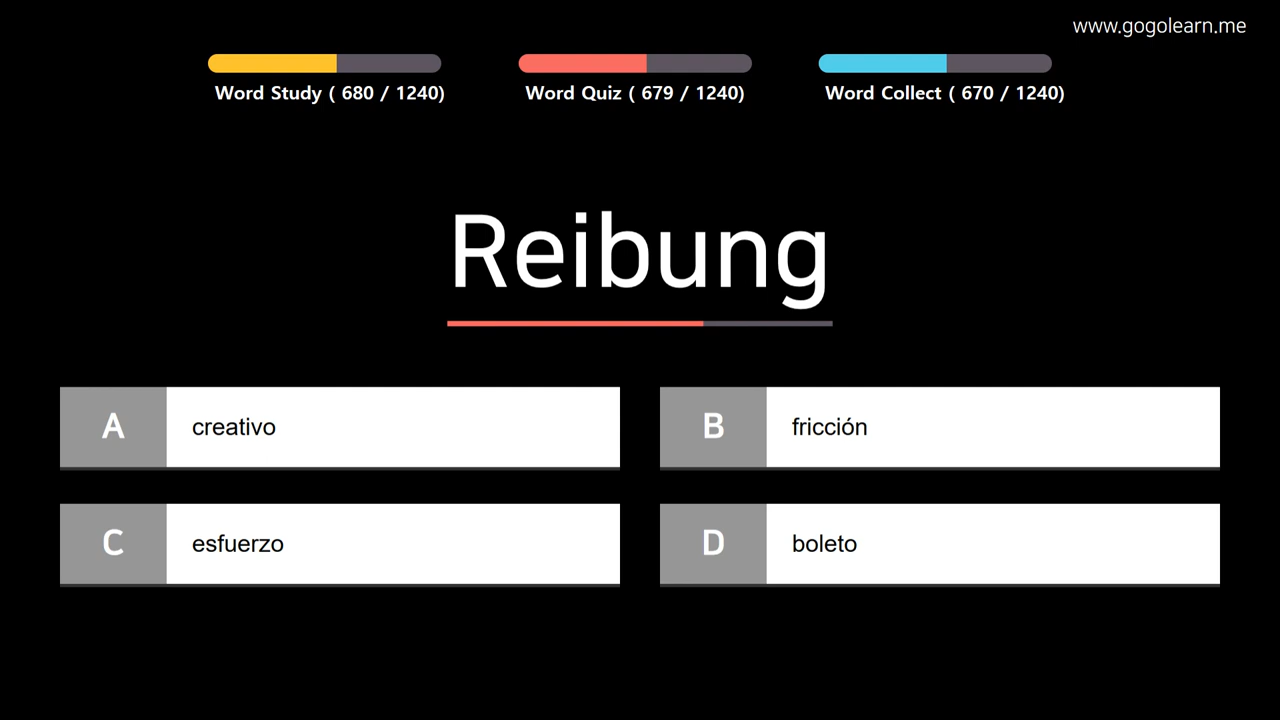 www.gogolearn.me
Word Study ( 680 / 1240)
Word Quiz ( 679 / 1240)
Word Collect ( 670 / 1240)
Reibung
A
creativo
B
fricción
C
esfuerzo
D
boleto